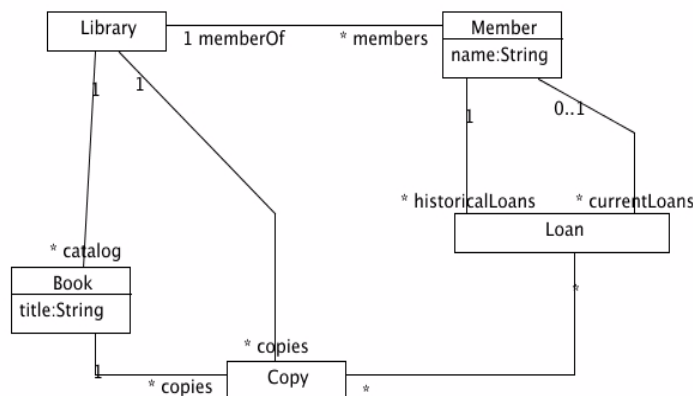 Library
Member
name:String
1 memberOf
* members
1
1
1
0..1
* historicalLoans
* currentLoans
Loan
* catalog
Book
title:String
*
* copies
1
* copies
Copy
*